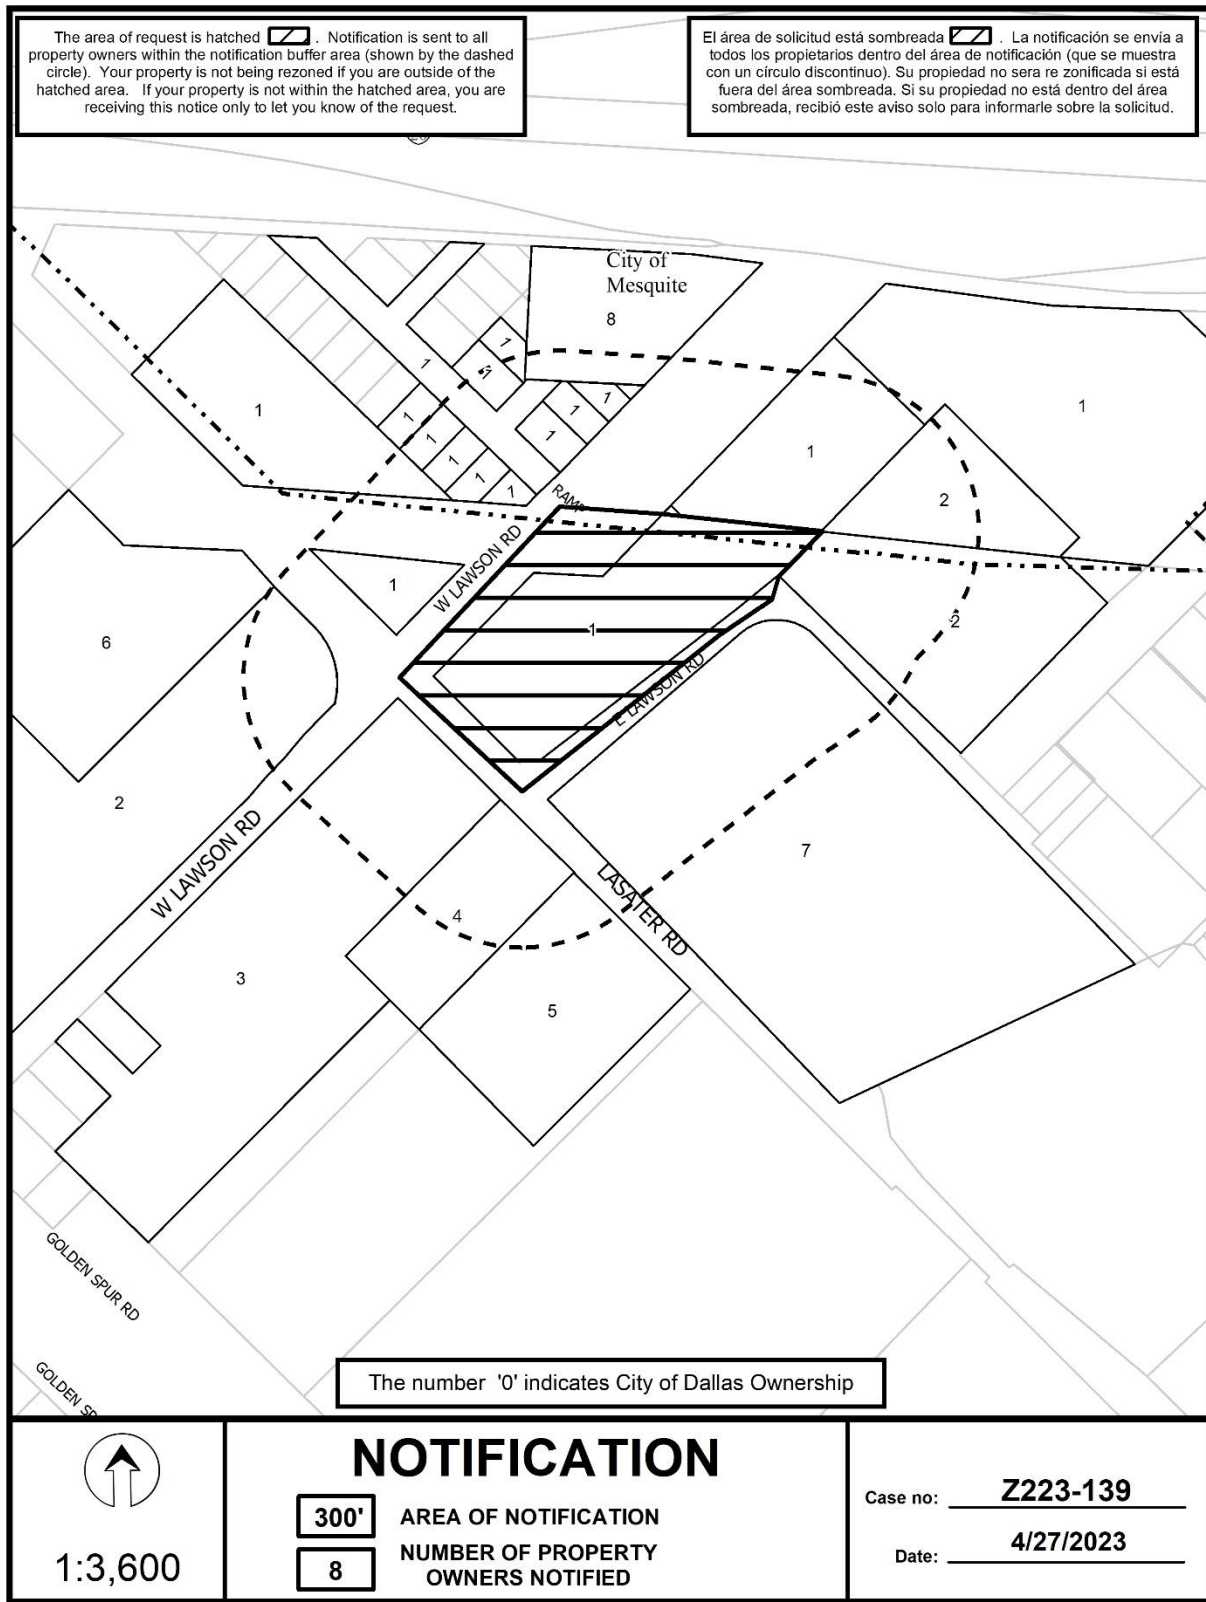 The area of request is hatched . Notification is sent to all
property owners within the notification buffer area (shown by the dashed
circle). Your property is not being rezoned if you are outside of the
hatched area. If your property is not within the hatched area, you are
receiving this notice only to let you know of the request.
El área de solicitud está sombreada . La notificación se envía a
todos los propietarios dentro del área de notificación (que se muestra
con un círculo discontinuo). Su propiedad no sera re zonificada si está
fuera del área sombreada. Si su propiedad no está dentro del área
sombreada, recibió este aviso solo para informarle sobre la solicitud.
City of
Mesquite
8
1
1
1
1
1
1
1
1
1
1
1
1
1
1
2
RAMP
W LAWSON RD
1
1
2
6
E LAWSON RD
2
W LAWSON RD
7
LASATER RD
4
3
5
GOLDEN SPUR RD
GOLDEN
The number '0' indicates City of Dallas Ownership
1:3,600
NOTIFICATION
300' AREA OF NOTIFICATION
8 NUMBER OF PROPERTY
OWNERS NOTIFIED
Case no: Z223-139
Date: 4/27/2023